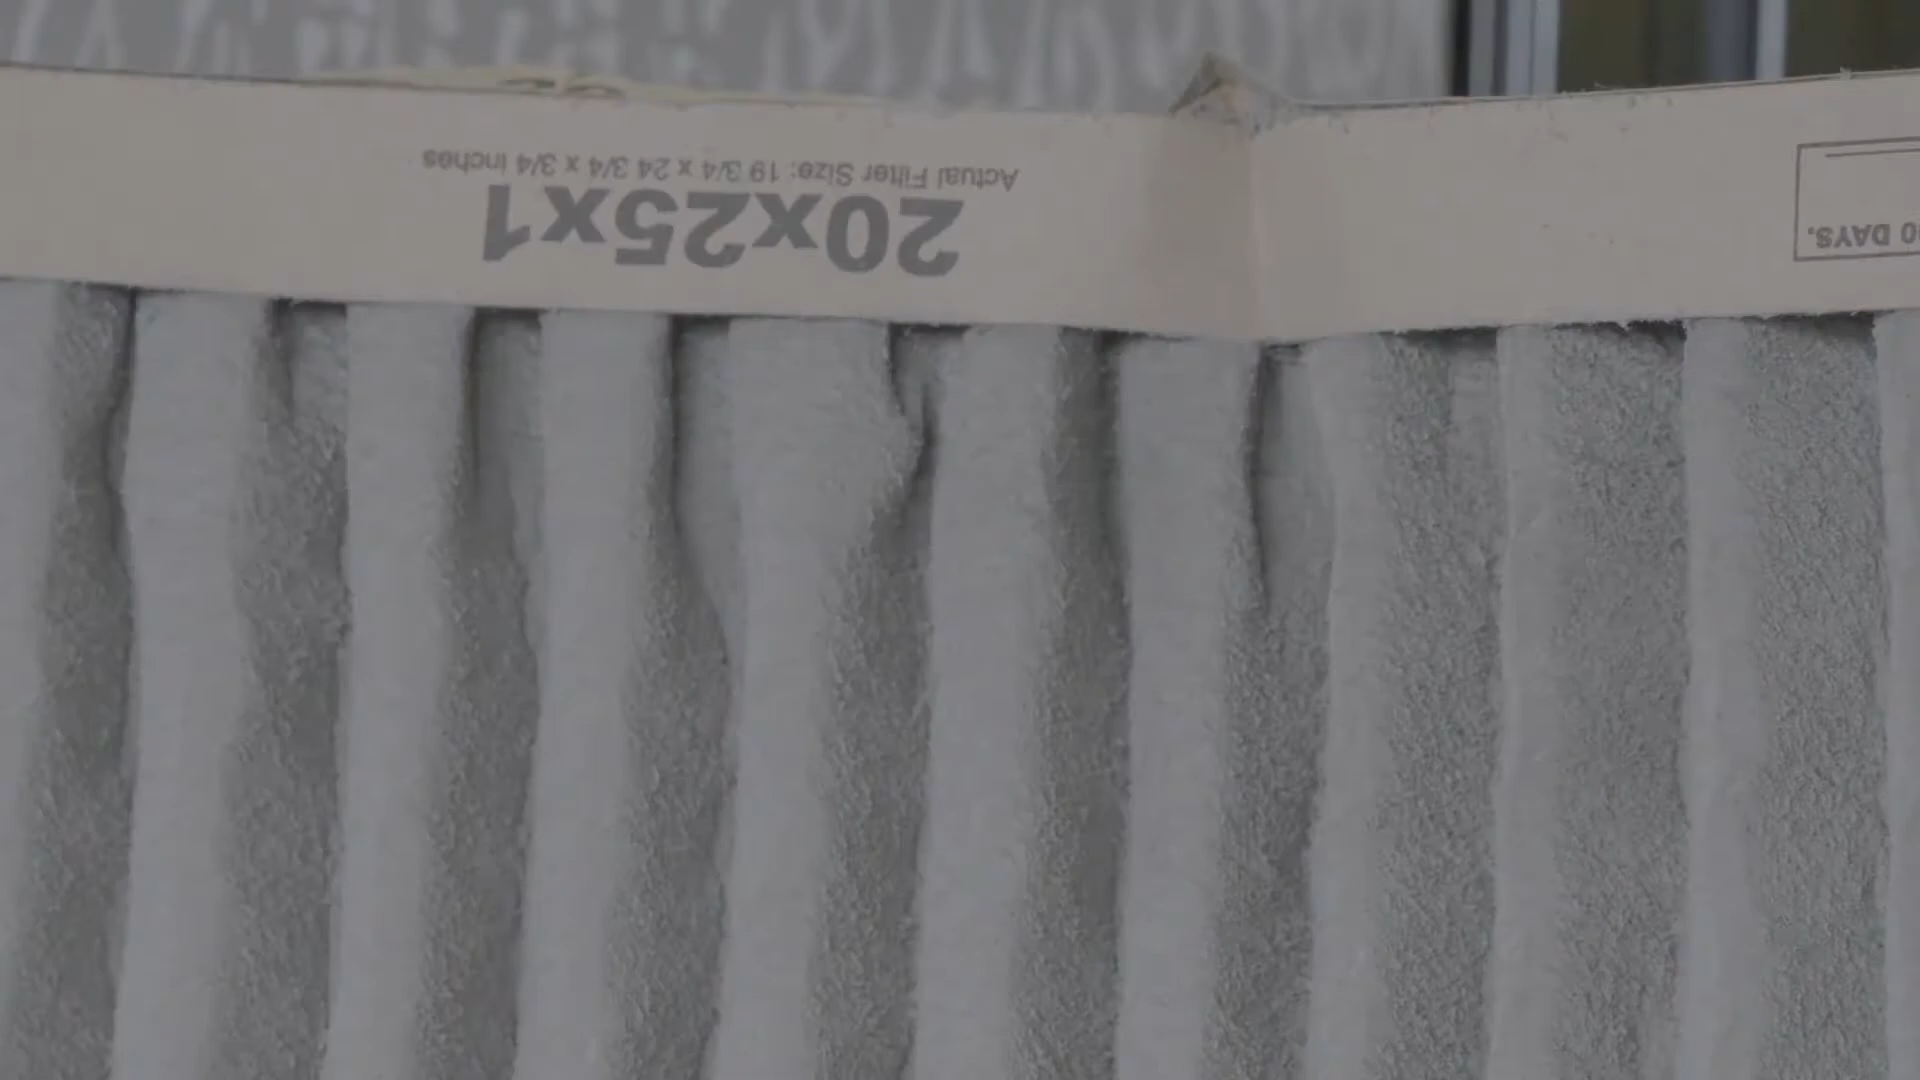 20x25x1
Actual Filter Size: 19 3/4 x 24 3/4 x 3/4 inches
0 DAYS.